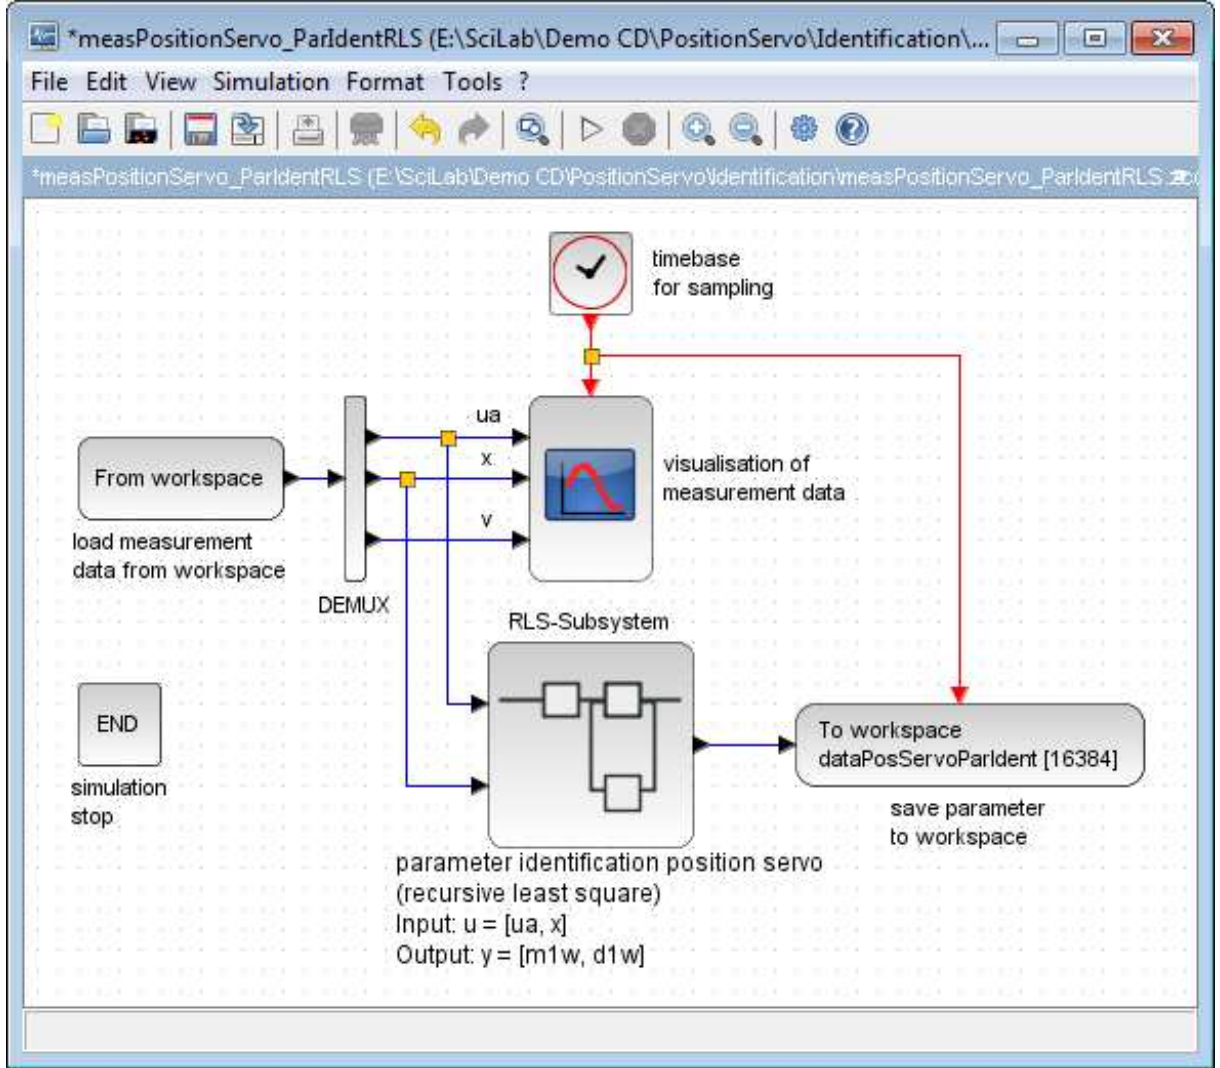 *measPositionServo_ParIdentRLS (E:\SciLab\Demo CD\PositionServo\Identification\...
File Edit View Simulation Format Tools ?
*measPositionServo_ParIdentRLS (E:\SciLab\Demo CD\PositionServo\Identification\measPositionServo_ParIdentRLS
timebase
for sampling
ua
x
v
From workspace
load measurement
data from workspace
DEMUX
visualisation of
measurement data
RLS-Subsystem
END
simulation
stop
To workspace
dataPosServoParIdent [16384]
save parameter
to workspace
parameter identification position servo
(recursive least square)
Input: u = [ua, x]
Output: y = [m1w, d1w]